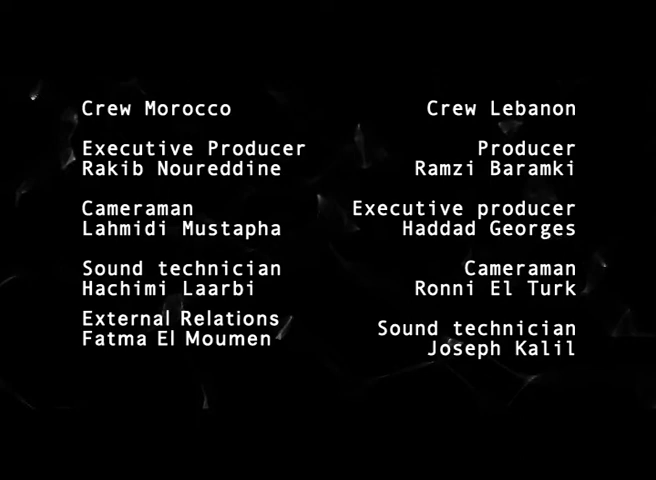 Crew Morocco
Executive Producer
Rakib Noureddine
Cameraman
Lahmidi Mustapha
Sound technician
Hachimi Laarbi
External Relations
Fatma El Moumen
Crew Lebanon
Producer
Ramzi Baramki
Executive producer
Haddad Georges
Cameraman
Ronni El Turk
Sound technician
Joseph Kalil